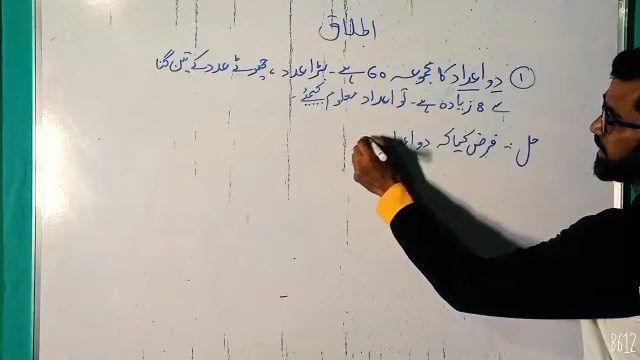 اطلاق
① دو اعداد کا مجموعہ 60 ہے۔ بڑا عدد، چھوٹے عدد کے تین گنا
سے 8 زیادہ ہے۔ تو اعداد معلوم کیجئے۔
حل :- فرض کیا کہ دو
B612